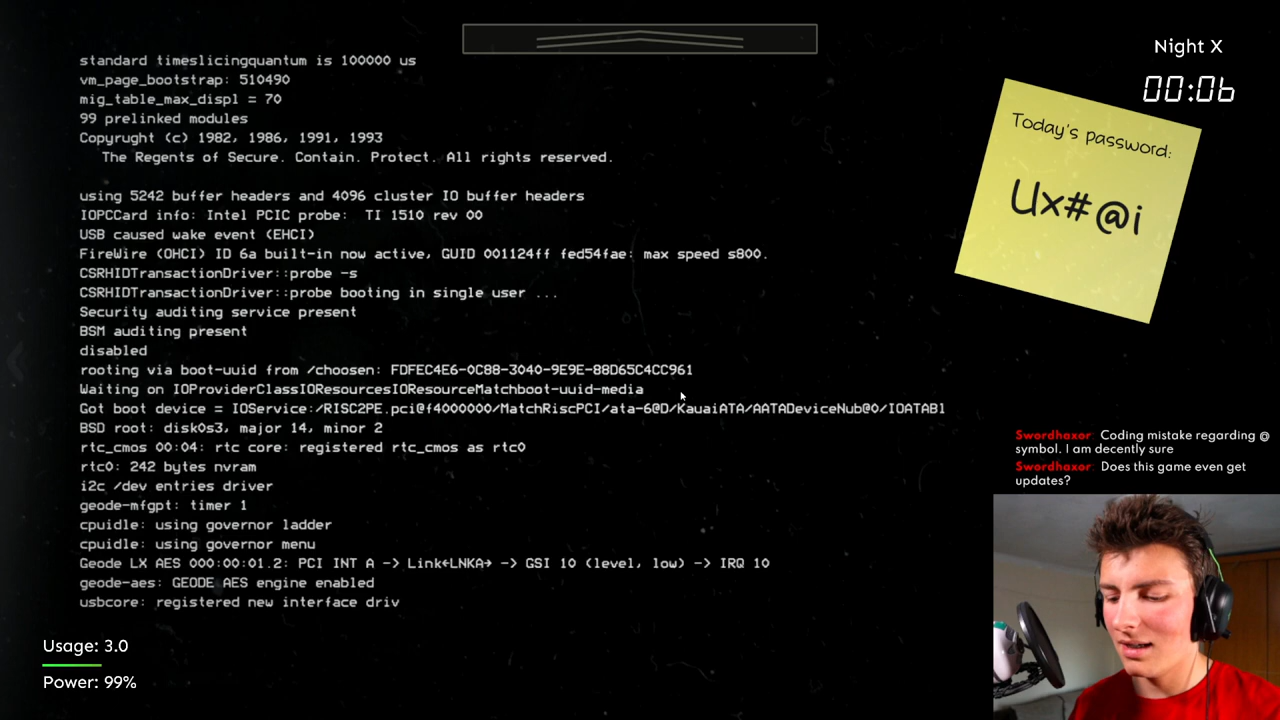 standard timeslicingquantum is 100000 us
vm_page_bootstrap: 510490
mig_table_max_displ = 70
99 prelinked modules
Copyrught (c) 1982, 1986, 1991, 1993
The Regents of Secure. Contain. Protect. All rights reserved.
using 5242 buffer headers and 4096 cluster IO buffer headers
IOPCCard info: Intel PCIC probe: TI 1510 rev 00
USB caused wake event (EHCI)
FireWire (OHCI) ID 6a built-in now active, GUID 001124ff fed54fae: max speed s800.
CSRHIDTransactionDriver::probe -s
CSRHIDTransactionDriver::probe booting in single user ...
Security auditing service present
BSM auditing present
disabled
rooting via boot-uuid from /choosen: FDFEC4E6-0C88-3040-9E9E-88D65C4CC961
Waiting on IOProviderClassIOResourcesIOResourceMatchboot-uuid-media
Got boot device = IOService:/RISC2PE.pci@f4000000/MatchRiscPCI/ata-6@D/KauaiATA/AATADeviceNub@0/IOATABl
BSD root: disk0s3, major 14, minor 2
rtc_cmos 00:04: rtc core: registered rtc_cmos as rtc0
rtc0: 242 bytes nvram
i2c /dev entries driver
geode-mfgpt: timer 1
cpuidle: using governor ladder
cpuidle: using governor menu
Geode LX AES 000:00:01.2: PCI INT A -> Link←LNKA→ -> GSI 10 (level, low) -> IRQ 10
geode-aes: GEODE AES engine enabled
usbcore: registered new interface driv
Usage: 3.0
Power: 99%
Night X
00:06
Today's password:
Ux#@i
Swordhaxor: Coding mistake regarding @
symbol. I am decently sure
Swordhaxor: Does this game even get
updates?